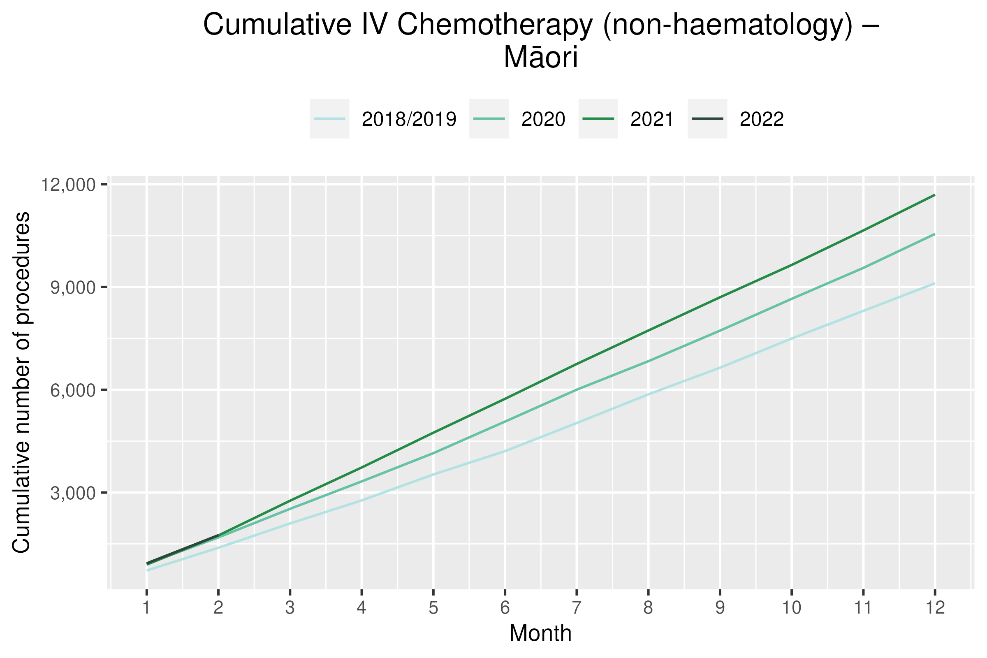 Cumulative IV Chemotherapy (non-haematology) –
Māori
2018/2019 2020 2021 2022
Cumulative number of procedures
12,000
9,000
6,000
3,000
1 2 3 4 5 6 7 8 9 10 11 12
Month